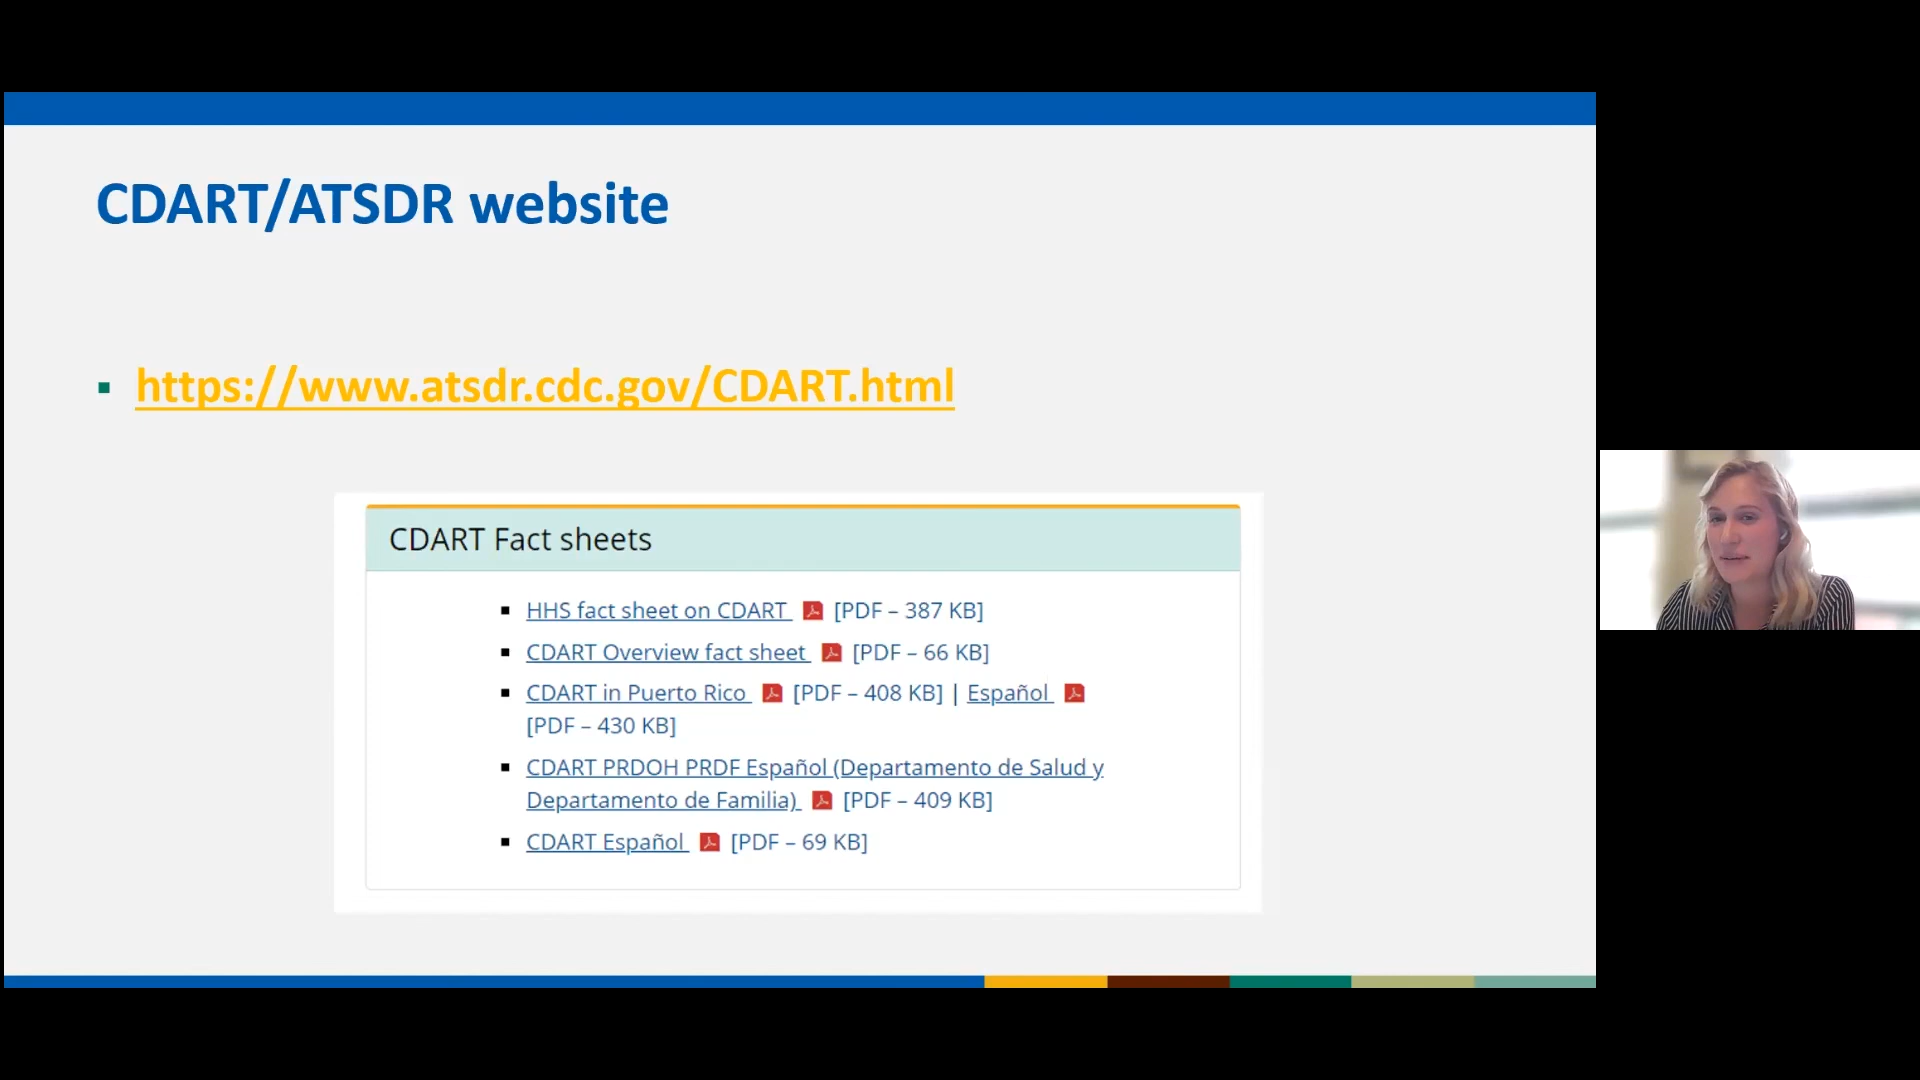 CDART/ATSDR website
https://www.atsdr.cdc.gov/CDART.html
CDART Fact sheets
HHS fact sheet on CDART [PDF – 387 KB]
CDART Overview fact sheet [PDF – 66 KB]
CDART in Puerto Rico [PDF – 408 KB] | Español
[PDF – 430 KB]
CDART PRDOH PRDF Español (Departamento de Salud y
Departamento de Familia) [PDF – 409 KB]
CDART Español [PDF – 69 KB]